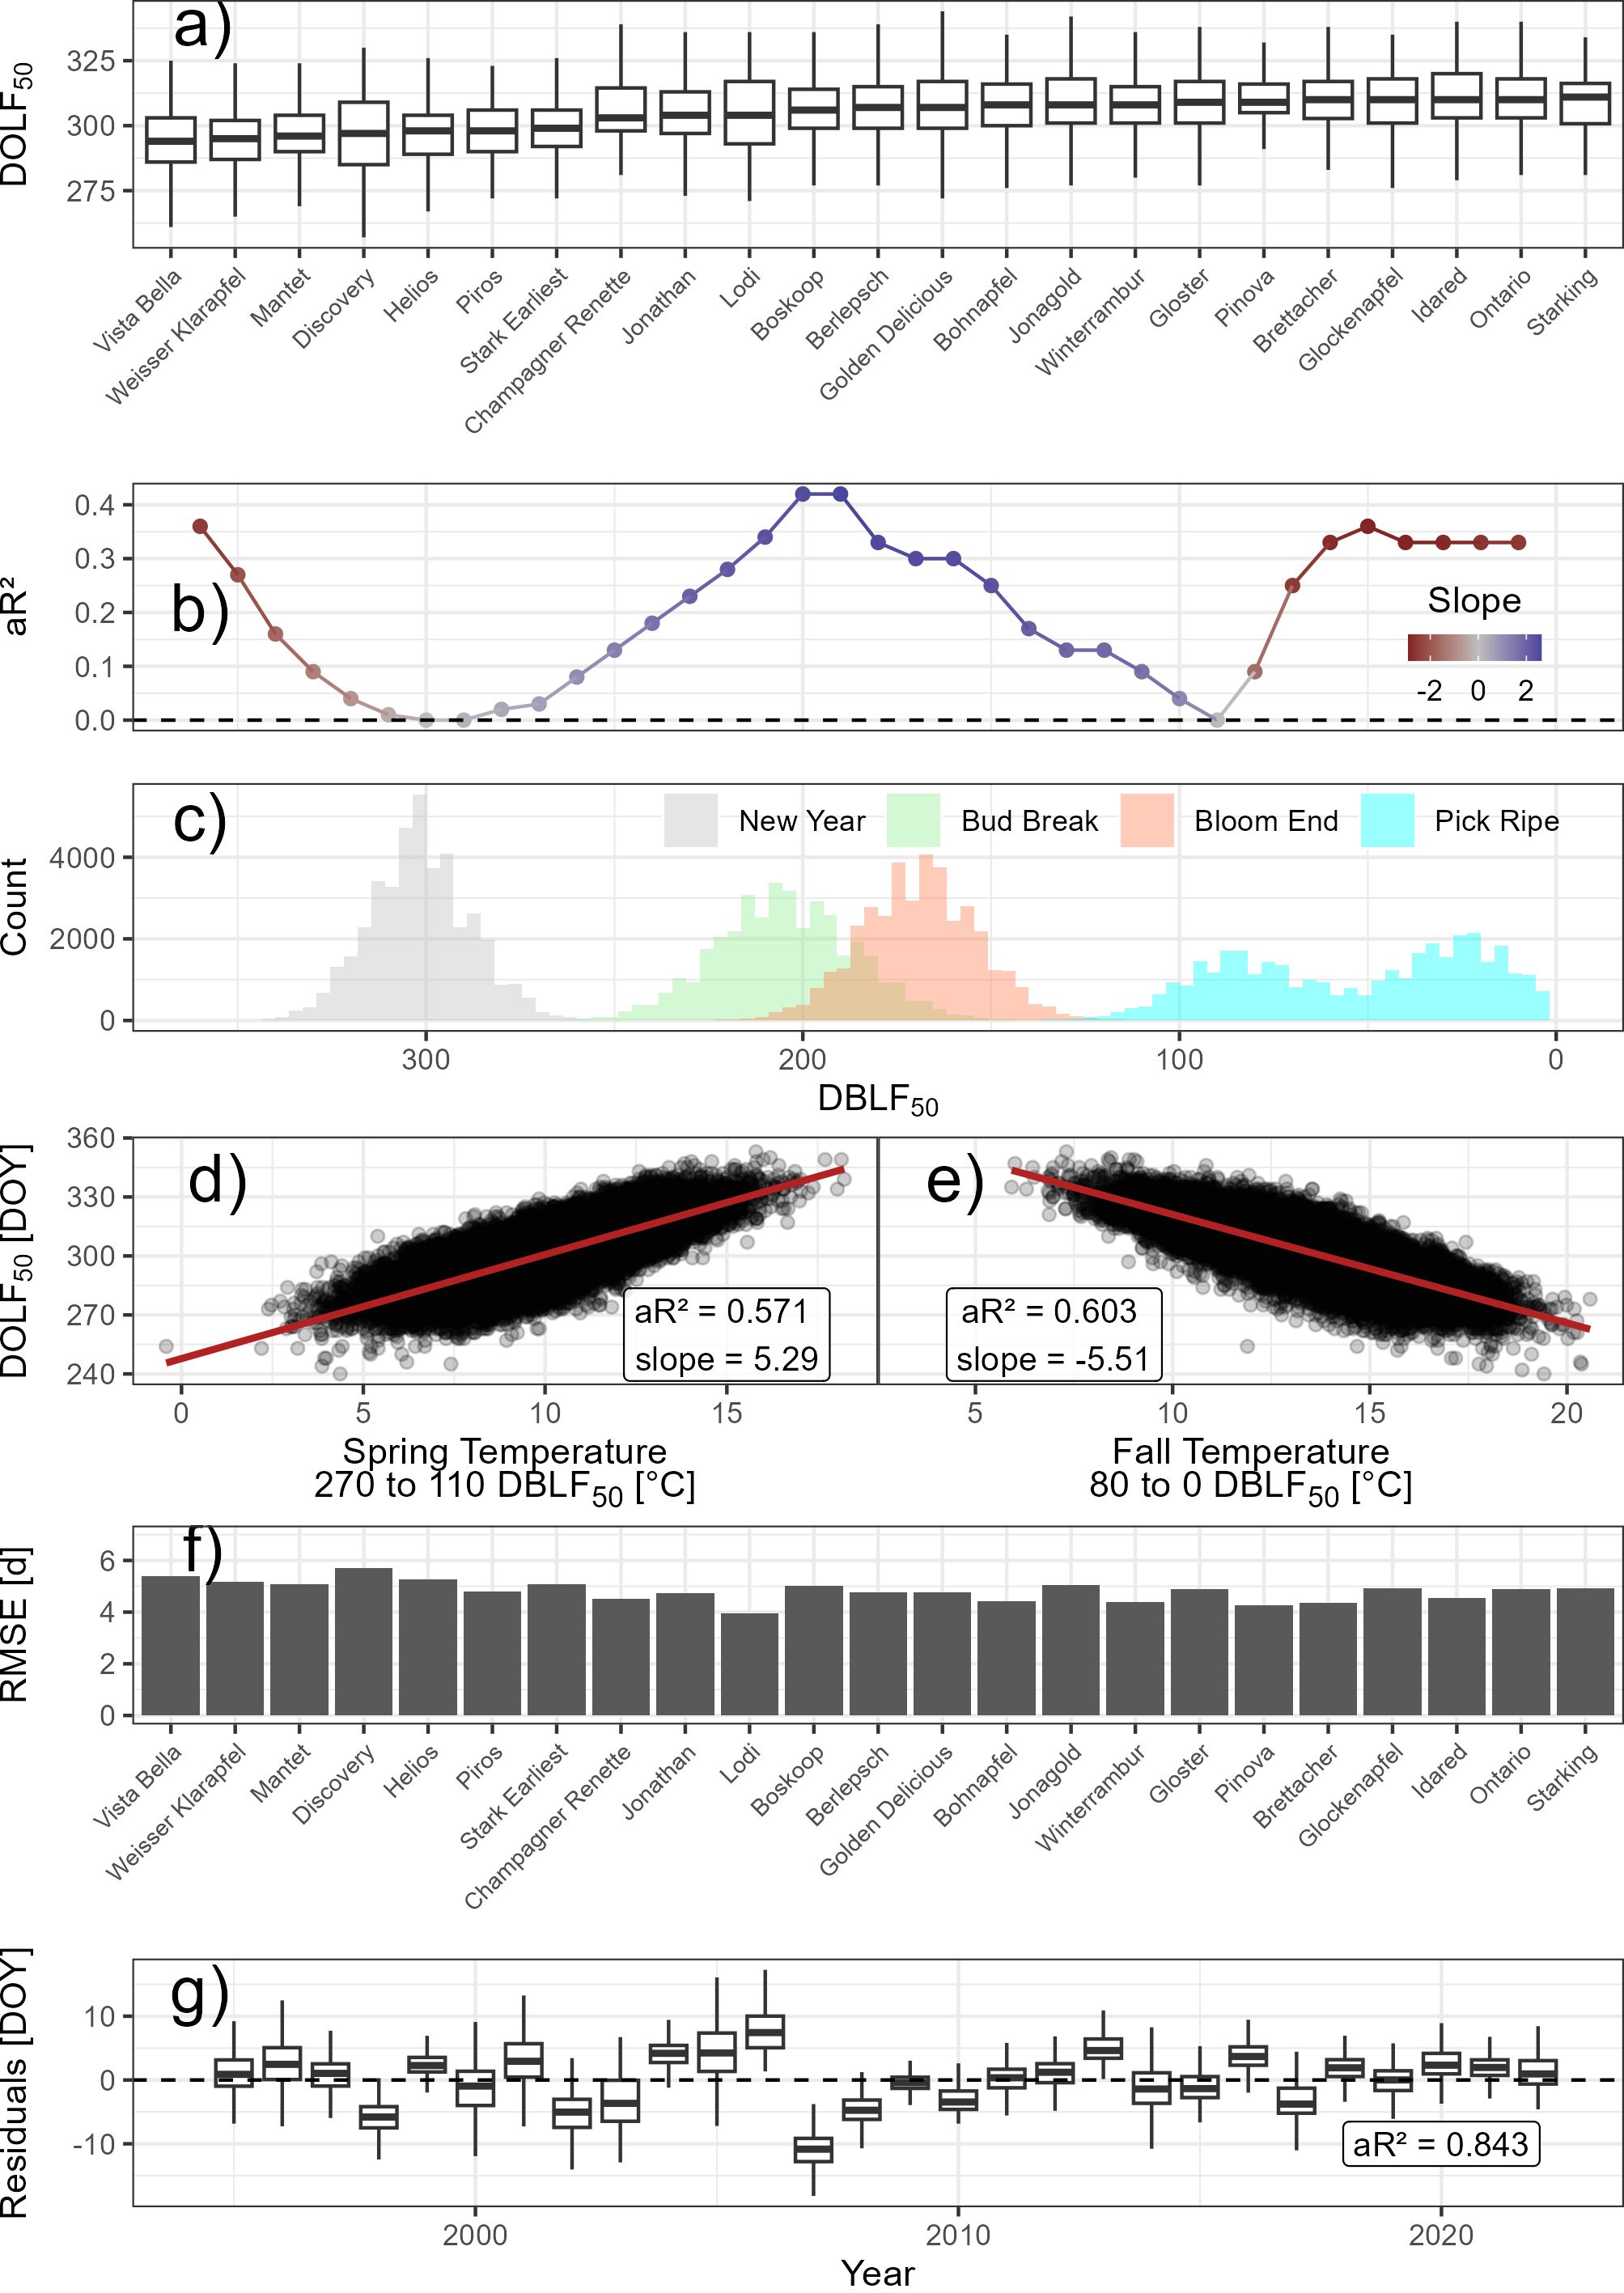 a)
DOLF50
325
300
275
Vista Bella
Weisser Klarapfel
Mantet
Discovery
Helios
Piros
Stark Earliest
Champagner Renette
Jonathan
Lodi
Boskoop
Berlepsch
Golden Delicious
Bohnapfel
Jonagold
Winterrambur
Gloster
Pinova
Brettacher
Glockenapfel
Idared
Ontario
Starking
b)
aR²
0.4
0.3
0.2
0.1
0.0
Slope
-2 0 2
c)
New Year Bud Break Bloom End Pick Ripe
Count
4000
2000
0
300 200 100 0
DBLF50
d)
e)
DOLF50 [DOY]
360
330
300
270
240
aR² = 0.571
slope = 5.29
aR² = 0.603
slope = -5.51
0 5 10 15
5 10 15 20
Spring Temperature
270 to 110 DBLF50 [°C]
Fall Temperature
80 to 0 DBLF50 [°C]
f)
RMSE [d]
6
4
2
0
Vista Bella
Weisser Klarapfel
Mantet
Discovery
Helios
Piros
Stark Earliest
Champagner Renette
Jonathan
Lodi
Boskoop
Berlepsch
Golden Delicious
Bohnapfel
Jonagold
Winterrambur
Gloster
Pinova
Brettacher
Glockenapfel
Idared
Ontario
Starking
g)
Residuals [DOY]
10
0
-10
aR² = 0.843
2000 2010 2020
Year